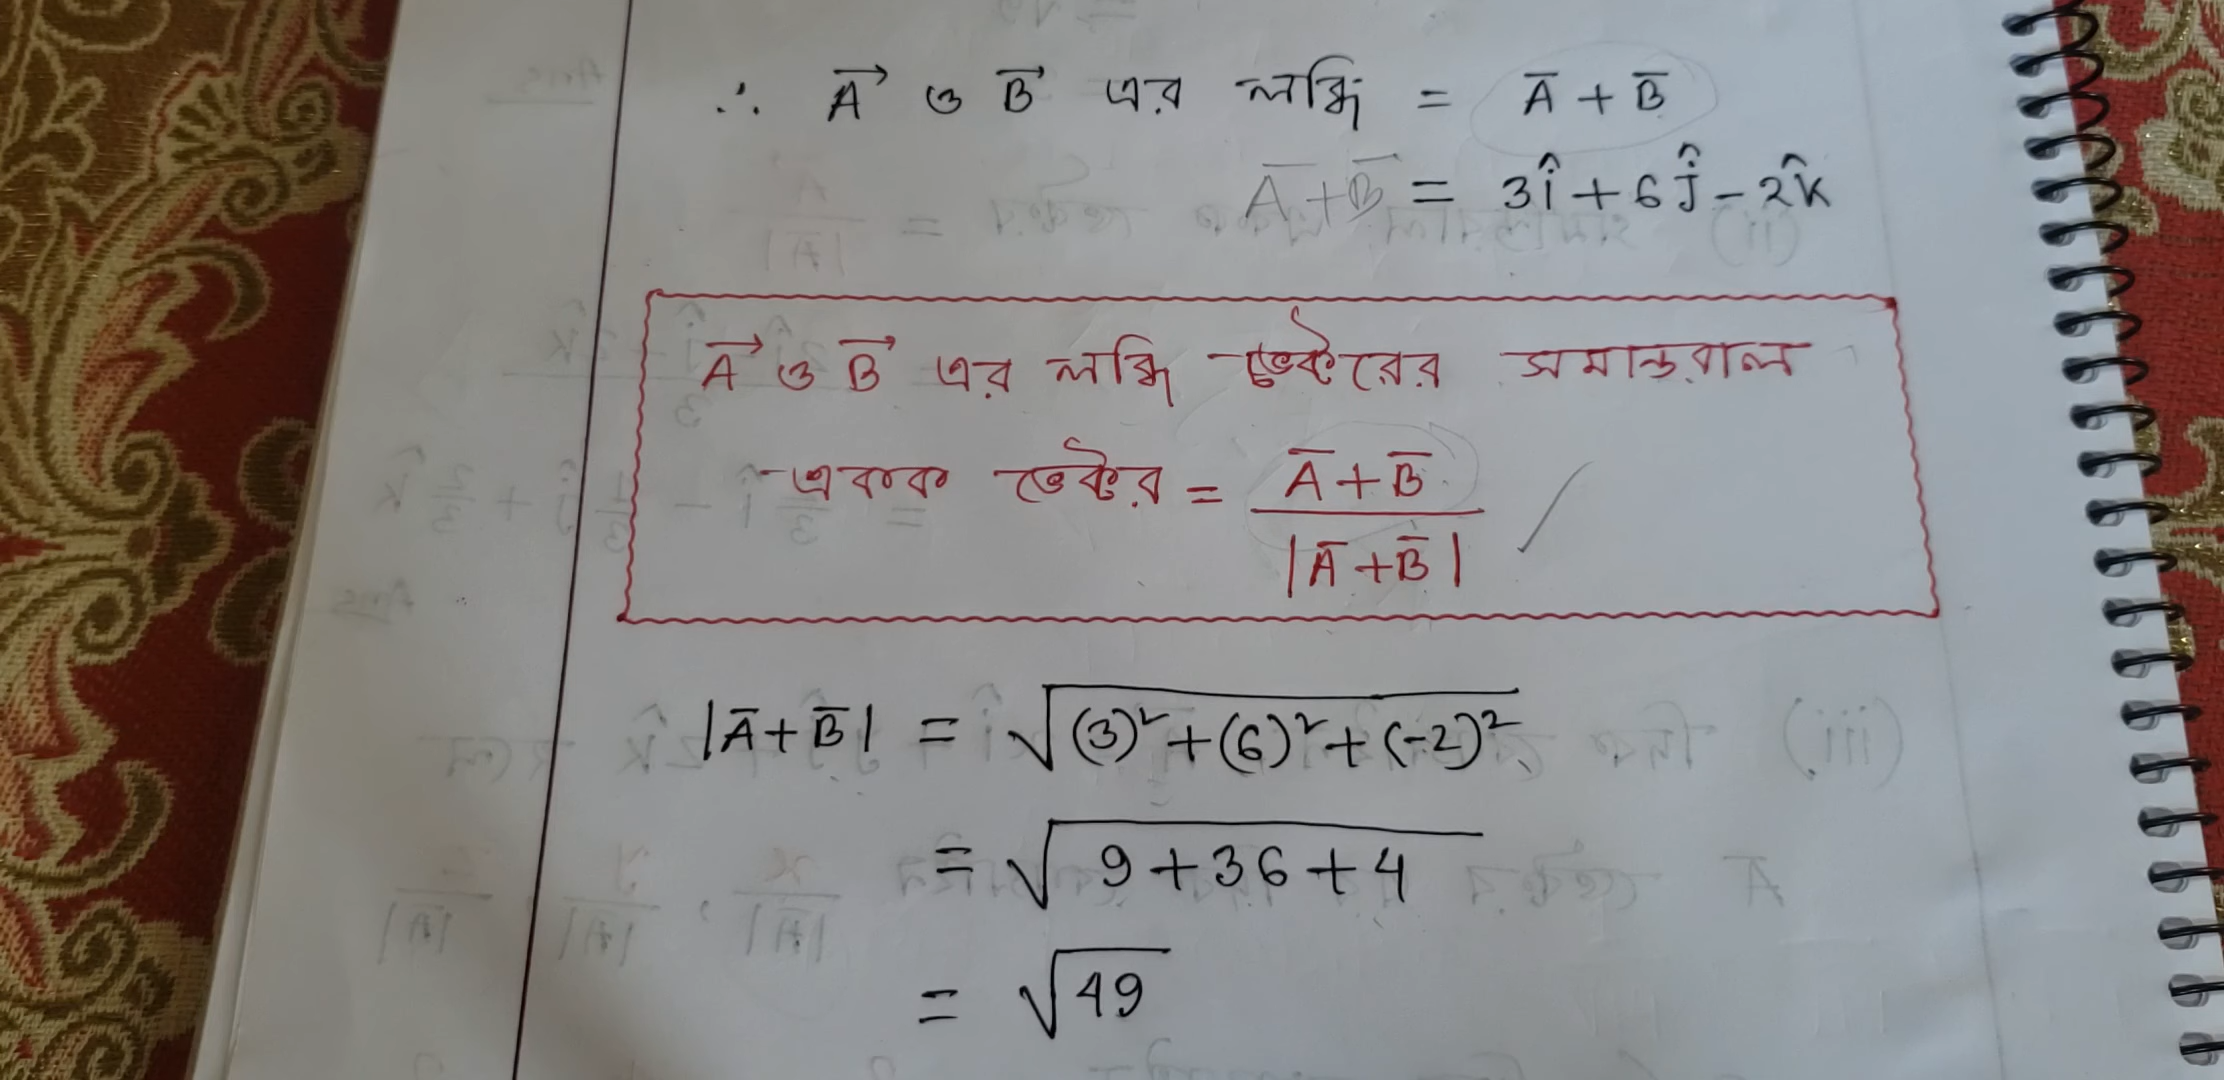 ∴ A⃗ ও B⃗ এর লব্ধি = A̅ + B̅
A̅+B̅ = 3î + 6ĵ - 2k̂
A⃗ ও B⃗ এর লব্ধি ভেক্টরের সমান্তরাল
একক ভেক্টর = (A̅ + B̅) / |A̅ + B̅|
|A̅ + B̅| = √((3)² + (6)² + (-2)²)
= √(9 + 36 + 4)
= √49